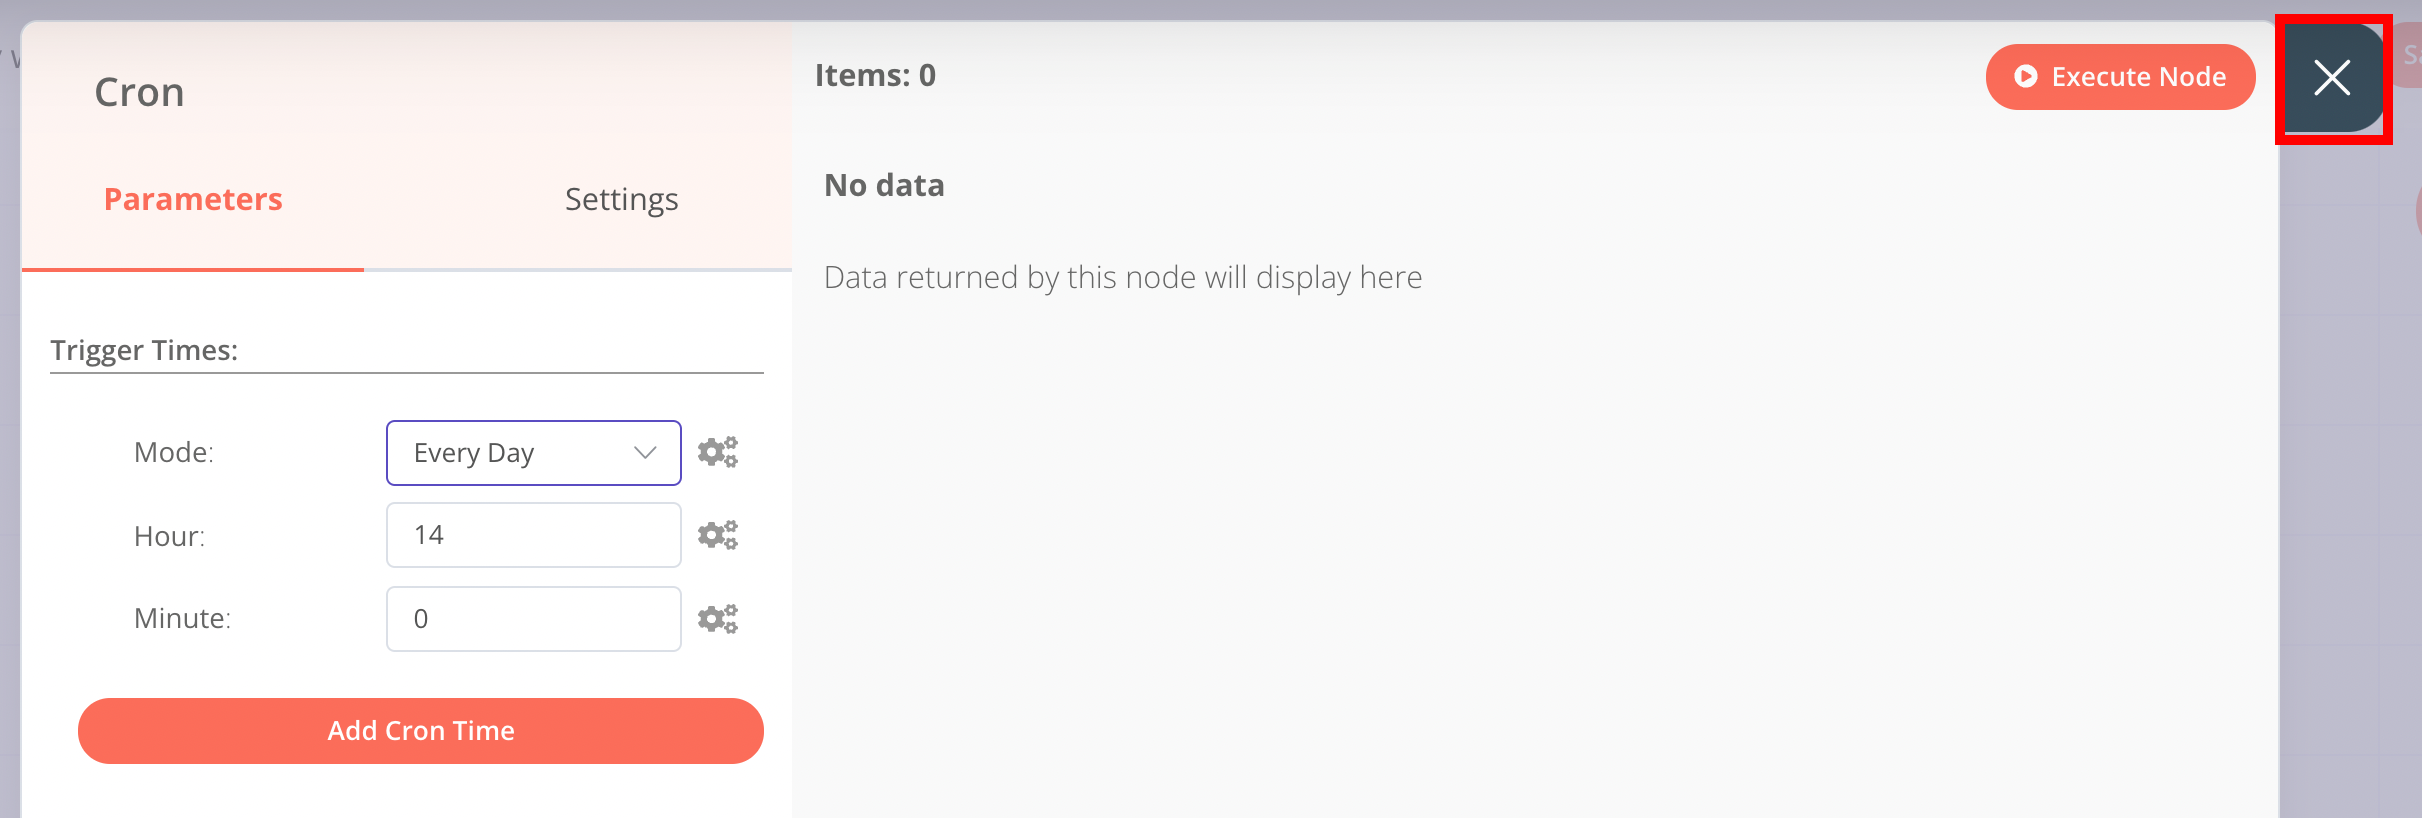 Cron
Parameters
Settings
Trigger Times:
Mode:
Every Day
Hour:
14
Minute:
0
Add Cron Time
Items: 0
Execute Node
No data
Data returned by this node will display here